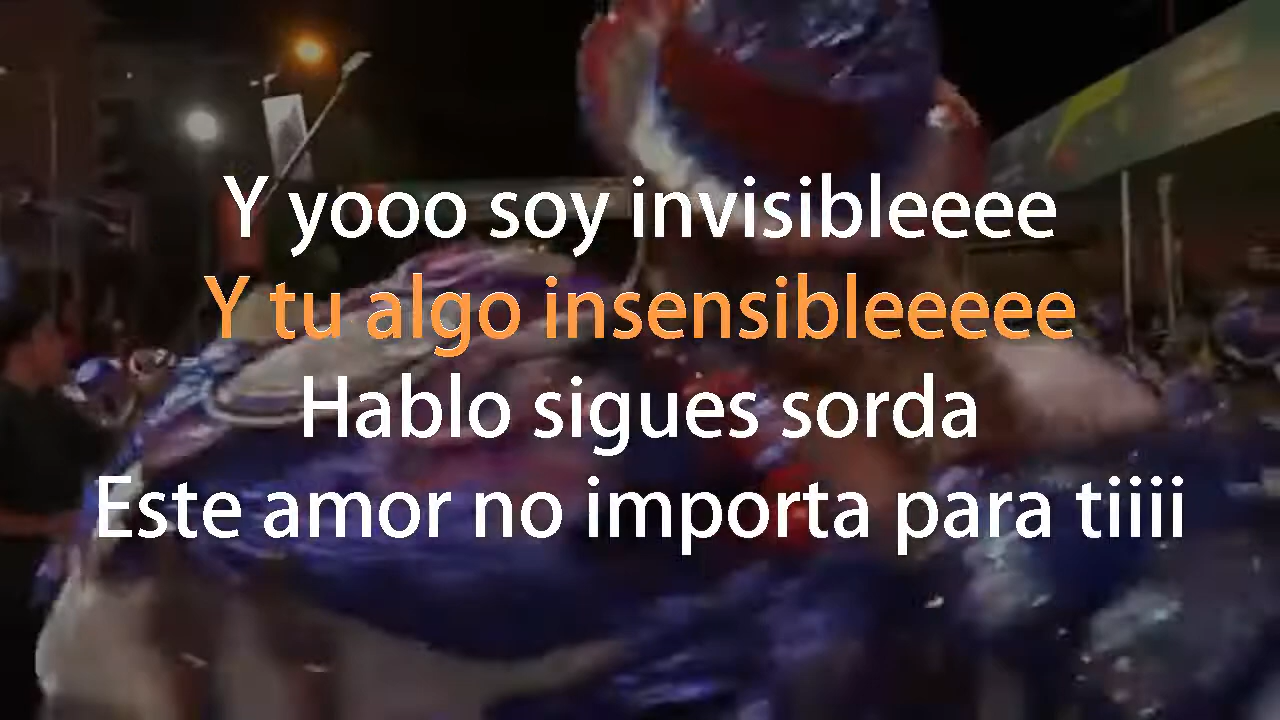 Y yooo soy invisibleeee
Y tu algo insensibleeeee
Hablo sigues sorda
Este amor no importa para tiiii